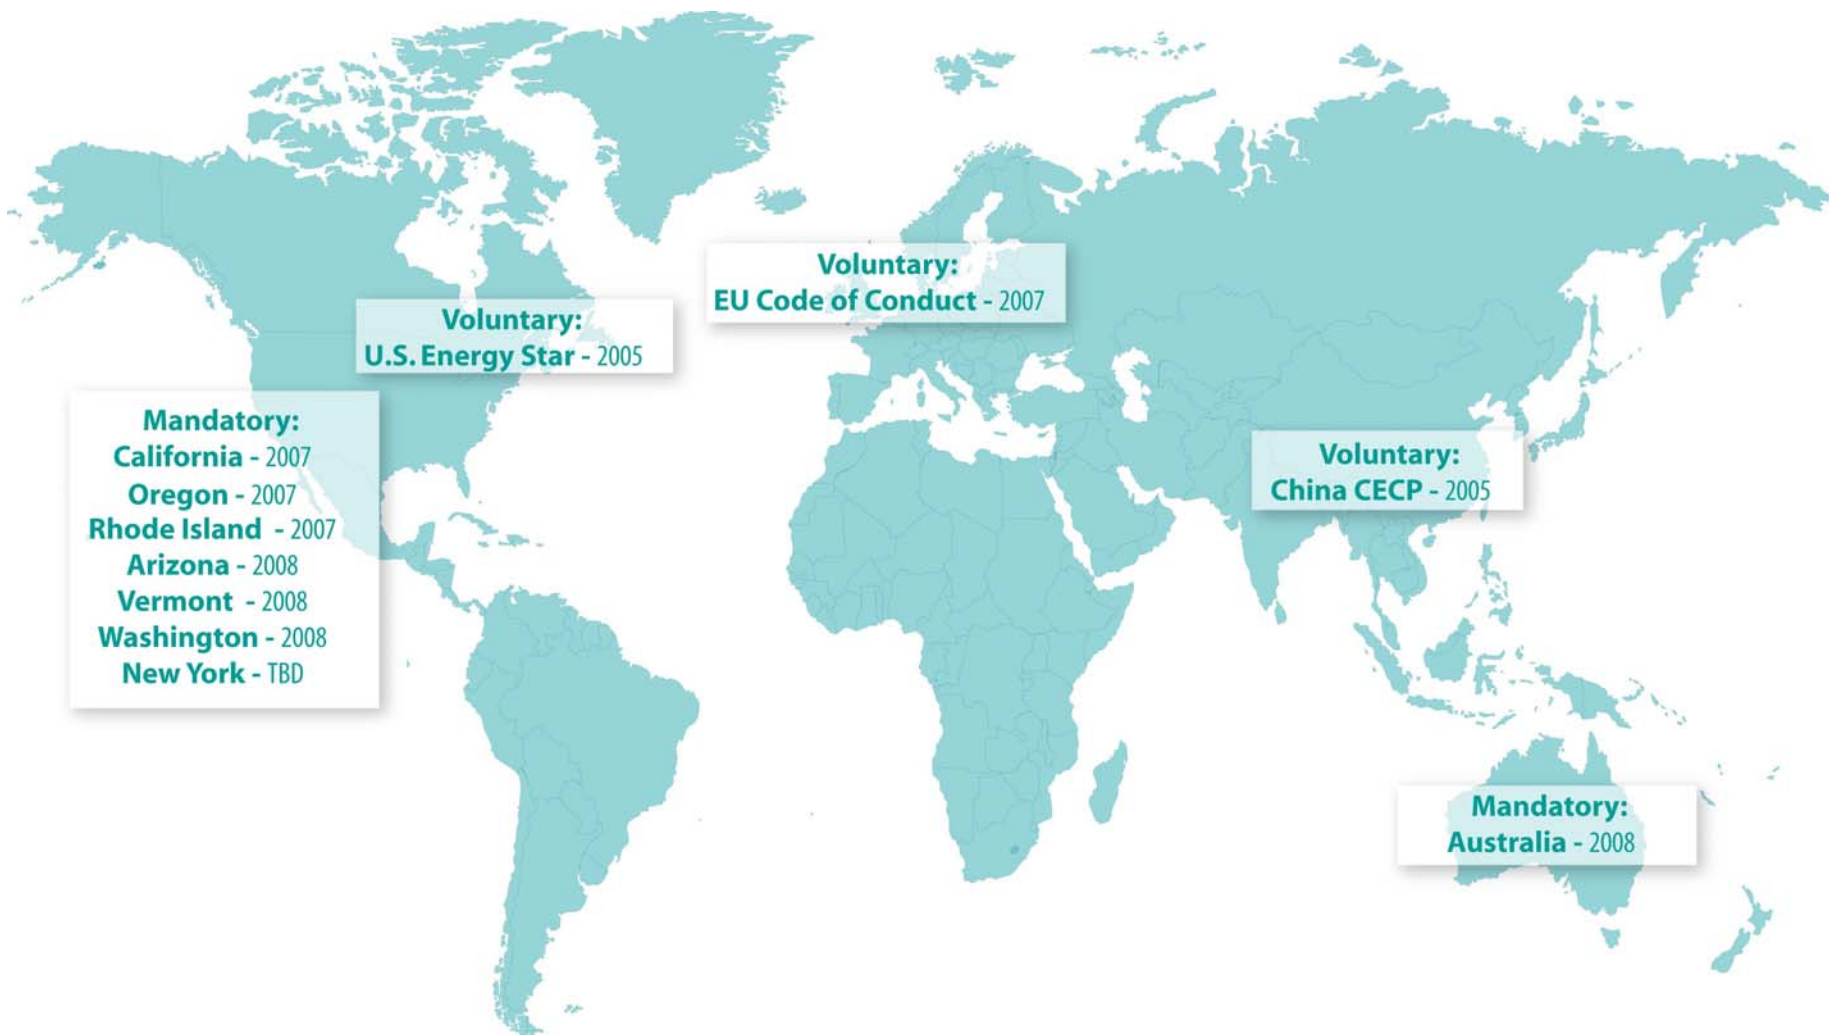 Voluntary:
EU Code of Conduct - 2007
Voluntary:
U.S. Energy Star - 2005
Mandatory:
California - 2007
Oregon - 2007
Rhode Island - 2007
Arizona - 2008
Vermont - 2008
Washington - 2008
New York - TBD
Voluntary:
China CECP - 2005
Mandatory:
Australia - 2008